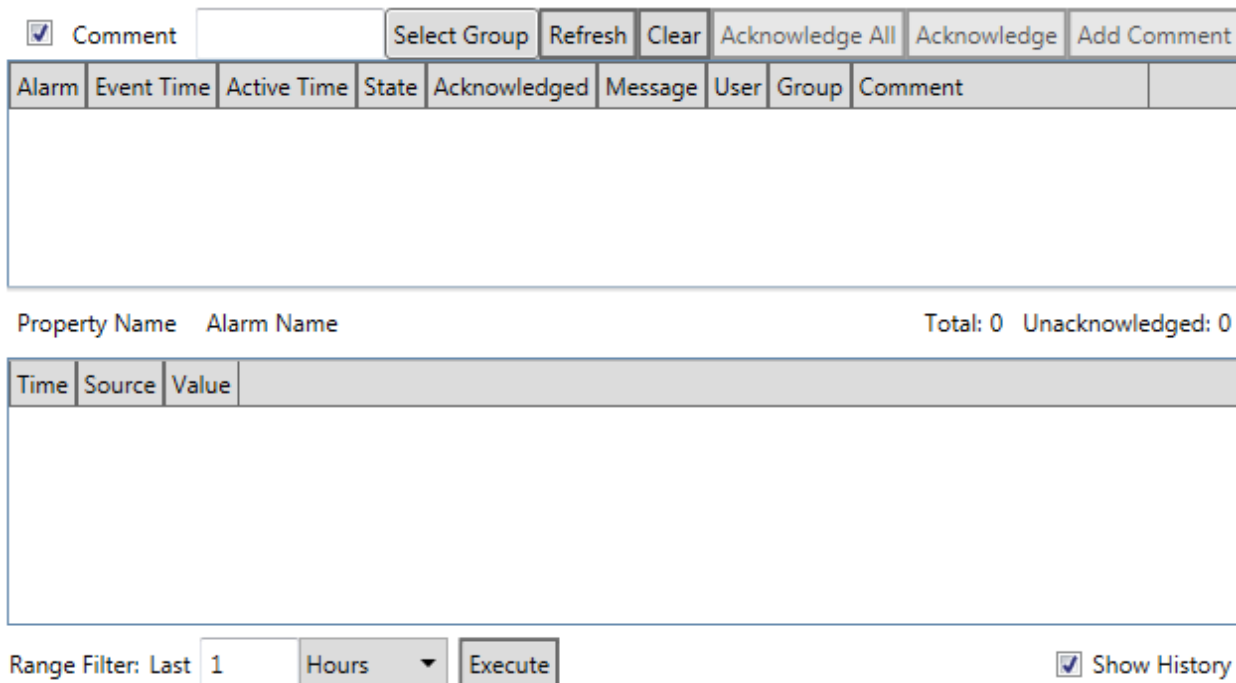 Comment Select Group Refresh Clear Acknowledge All Acknowledge Add Comment
Alarm Event Time Active Time State Acknowledged Message User Group Comment
Property Name Alarm Name Total: 0 Unacknowledged: 0
Time Source Value
Range Filter: Last 1 Hours Execute Show History